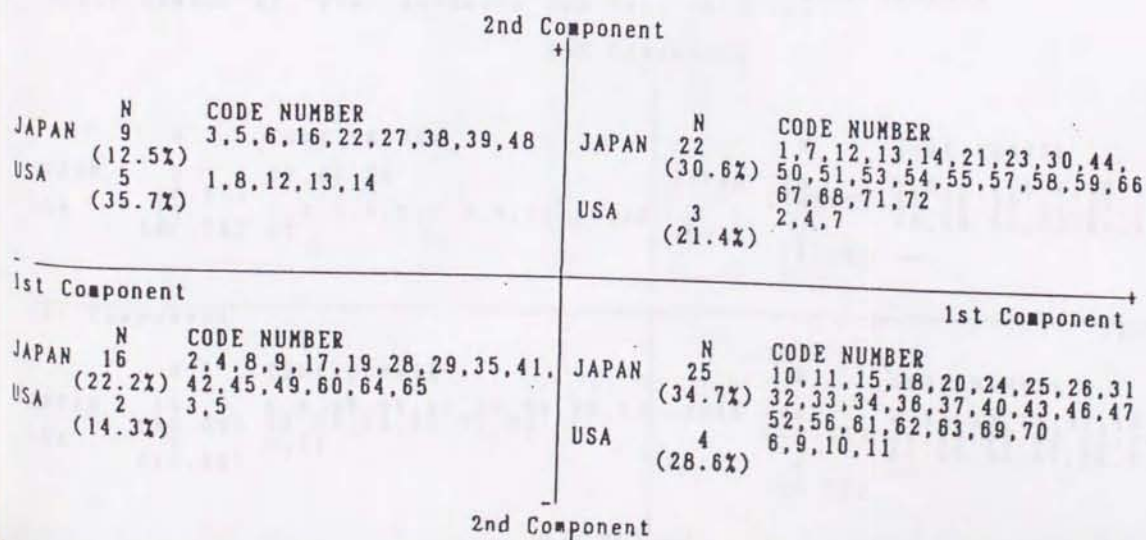 2nd Component
+
N CODE NUMBER
JAPAN 9 3,5,6,16,22,27,38,39,48
(12.5%)
USA 5 1,8,12,13,14
(35.7%)
N CODE NUMBER
JAPAN 22 1,7,12,13,14,21,23,30,44,
(30.6%) 50,51,53,54,55,57,58,59,66
67,68,71,72
USA 3 2,4,7
(21.4%)
- +
1st Component 1st Component
N CODE NUMBER
JAPAN 16 2,4,8,9,17,19,28,29,35,41,
(22.2%) 42,45,49,60,64,65
USA 2 3,5
(14.3%)
N CODE NUMBER
JAPAN 25 10,11,15,18,20,24,25,26,31
(34.7%) 32,33,34,36,37,40,43,46,47
52,56,61,62,63,69,70
USA 4 6,9,10,11
(28.6%)
-
2nd Component